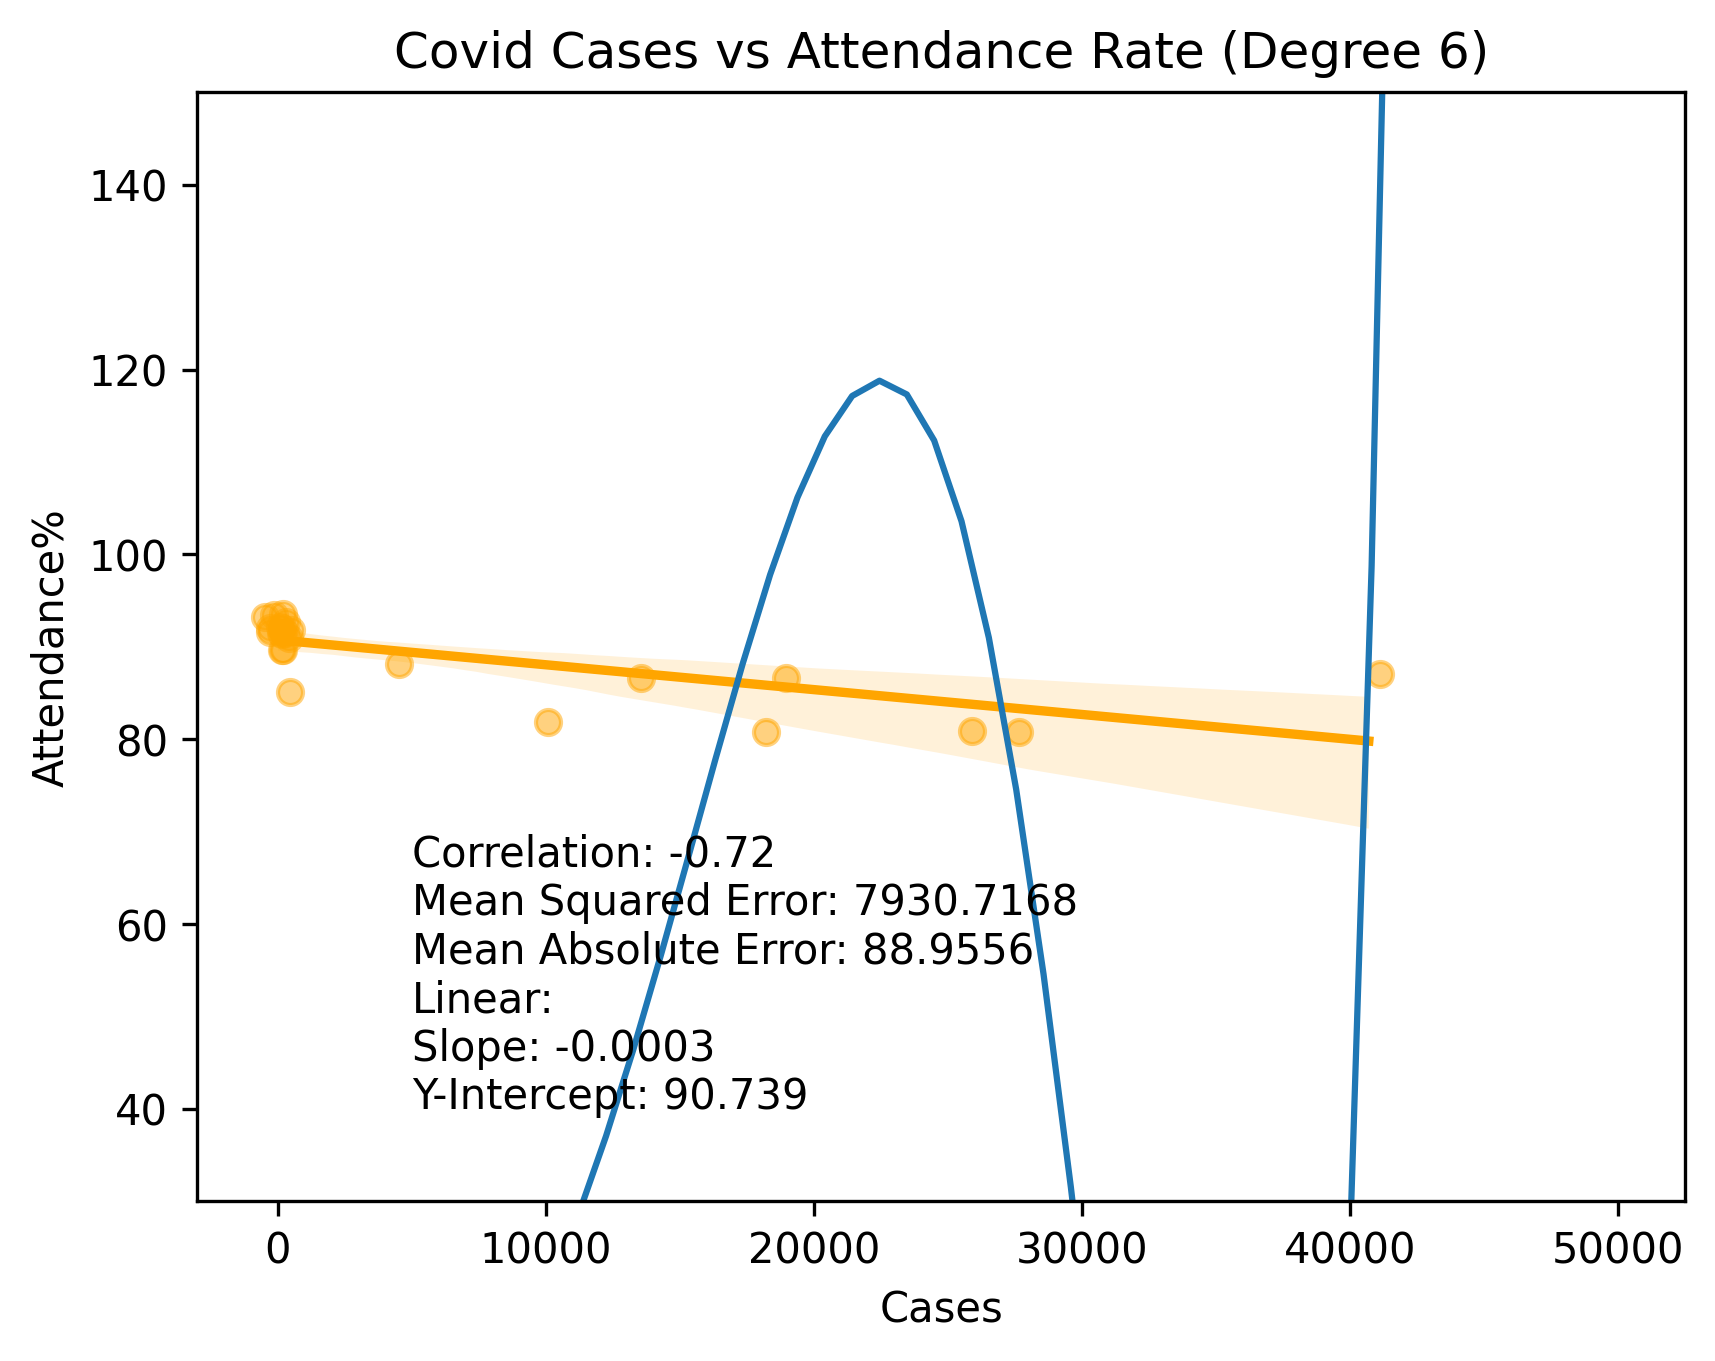 Covid Cases vs Attendance Rate (Degree 6)
140
120
100
80
60
40
Attendance%
Correlation: -0.72
Mean Squared Error: 7930.7168
Mean Absolute Error: 88.9556
Linear:
Slope: -0.0003
Y-Intercept: 90.739
0 10000 20000 30000 40000 50000
Cases